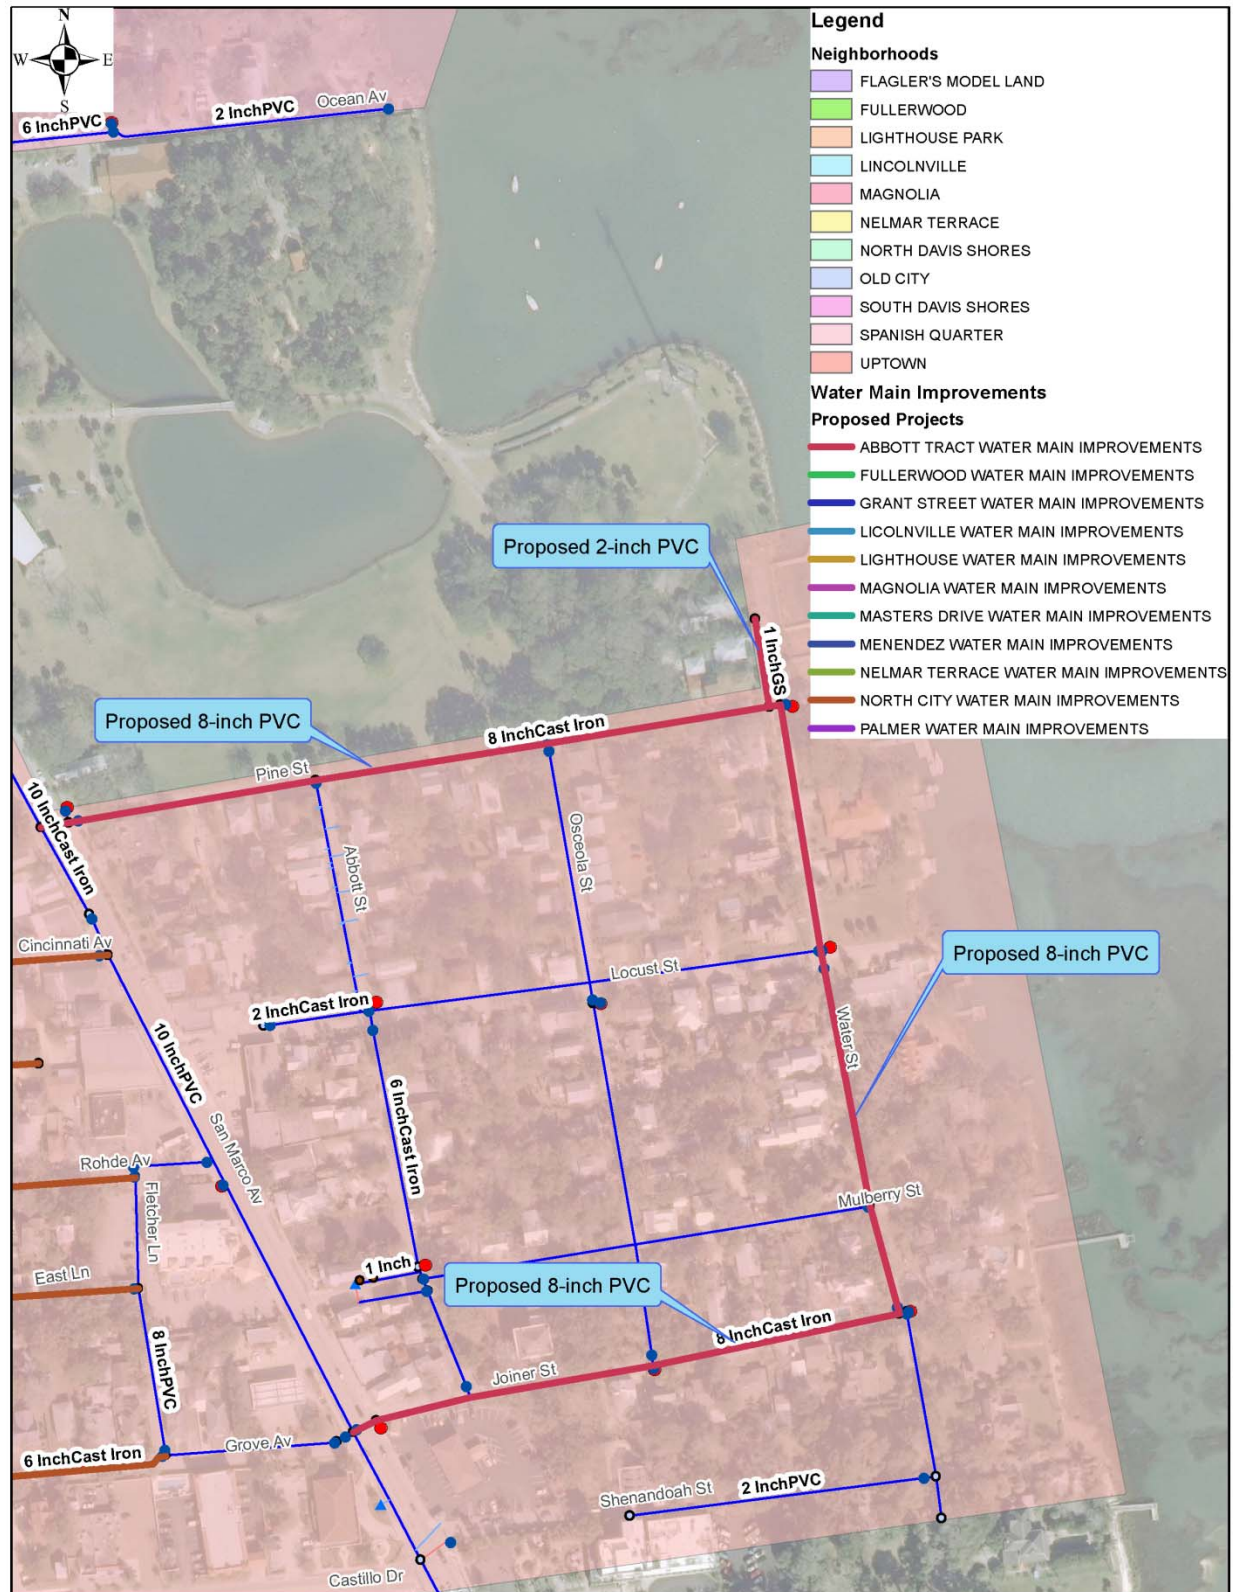 N
W
E
S
6 InchPVC
2 InchPVC
Ocean Av
Legend
Neighborhoods
FLAGLER'S MODEL LAND
FULLERWOOD
LIGHTHOUSE PARK
LINCOLNVILLE
MAGNOLIA
NELMAR TERRACE
NORTH DAVIS SHORES
OLD CITY
SOUTH DAVIS SHORES
SPANISH QUARTER
UPTOWN
Water Main Improvements
Proposed Projects
ABBOTT TRACT WATER MAIN IMPROVEMENTS
FULLERWOOD WATER MAIN IMPROVEMENTS
GRANT STREET WATER MAIN IMPROVEMENTS
LICOLNVILLE WATER MAIN IMPROVEMENTS
LIGHTHOUSE WATER MAIN IMPROVEMENTS
MAGNOLIA WATER MAIN IMPROVEMENTS
MASTERS DRIVE WATER MAIN IMPROVEMENTS
MENENDEZ WATER MAIN IMPROVEMENTS
NELMAR TERRACE WATER MAIN IMPROVEMENTS
NORTH CITY WATER MAIN IMPROVEMENTS
PALMER WATER MAIN IMPROVEMENTS
Proposed 2-inch PVC
1 InchGS
Proposed 8-inch PVC
8 InchCast Iron
Pine St
10 InchCast Iron
Abbott St
Osceola St
Cincinnati Av
Locust St
Proposed 8-inch PVC
2 InchCast Iron
Water St
10 InchPVC
6 InchCast Iron
San Marco Av
Rohde Av
Fletcher Ln
Mulberry St
East Ln
1 Inch
Proposed 8-inch PVC
8 InchCast Iron
8 InchPVC
Joiner St
Grove Av
6 InchCast Iron
Shenandoah St
2 InchPVC
Castillo Dr